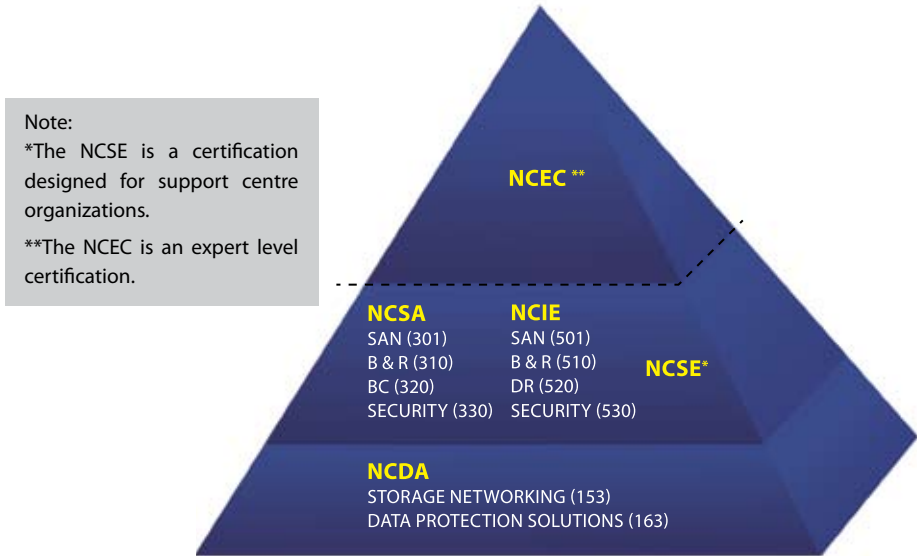 Note:
*The NCSE is a certification
designed for support centre
organizations.
**The NCEC is an expert level
certification.
NCEC **
NCSA
SAN (301)
B & R (310)
BC (320)
SECURITY (330)
NCIE
SAN (501)
B & R (510)
DR (520)
SECURITY (530)
NCSE*
NCDA
STORAGE NETWORKING (153)
DATA PROTECTION SOLUTIONS (163)